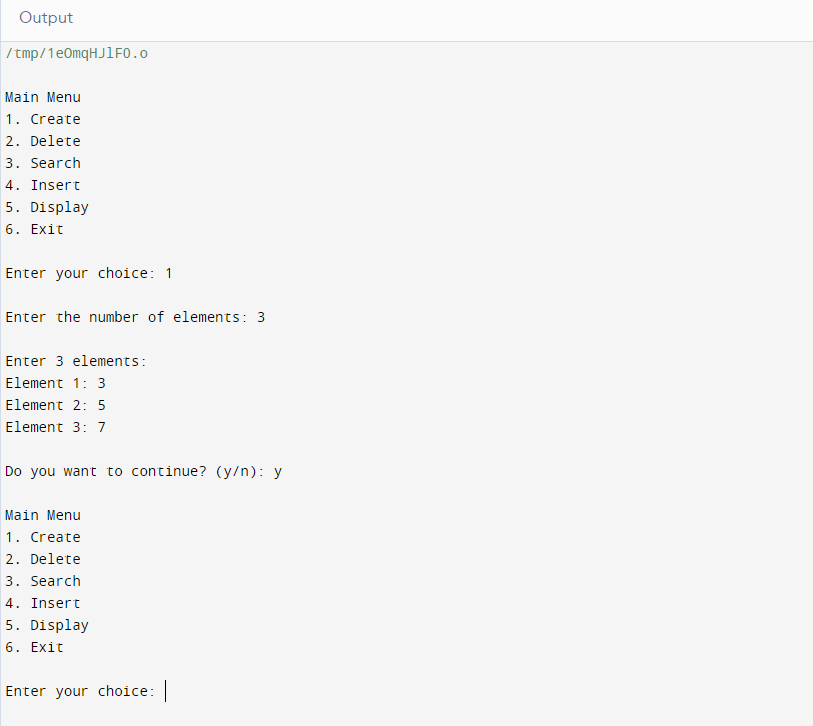 Output
/tmp/1eOmqHJlFO.o
Main Menu
1. Create
2. Delete
3. Search
4. Insert
5. Display
6. Exit
Enter your choice: 1
Enter the number of elements: 3
Enter 3 elements:
Element 1: 3
Element 2: 5
Element 3: 7
Do you want to continue? (y/n): y
Main Menu
1. Create
2. Delete
3. Search
4. Insert
5. Display
6. Exit
Enter your choice: